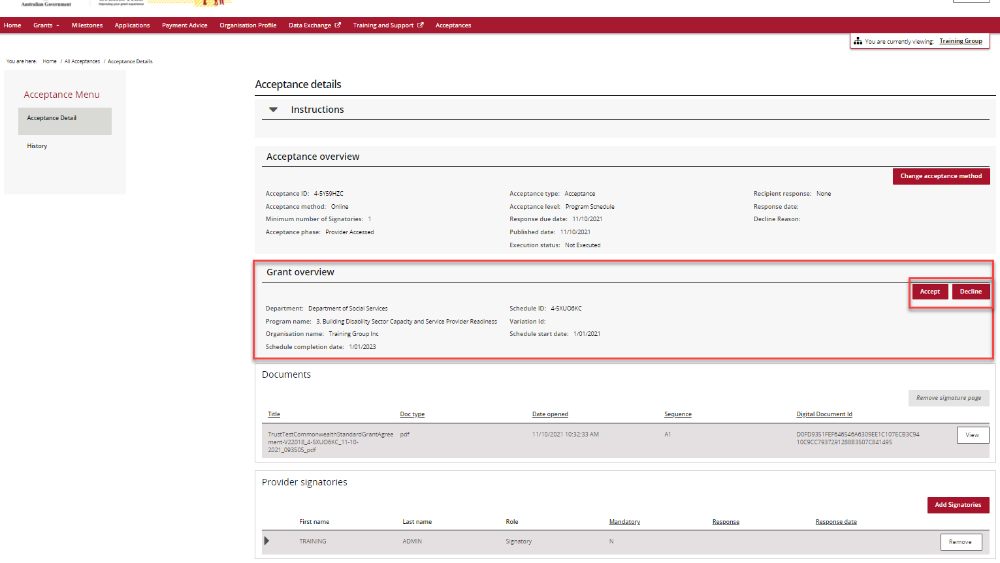 Australian Government
Improving your grant experience
Home Grants Milestones Applications Payment Advice Organisation Profile Data Exchange Training and Support Acceptances
You are currently viewing: Training Group
You are here: Home / All Acceptances / Acceptance Details
Acceptance Menu
Acceptance Detail
History
Acceptance details
Instructions
Acceptance overview
Change acceptance method
Acceptance ID: 4-5Y59HZC Acceptance type: Acceptance Recipient response: None
Acceptance method: Online Acceptance level: Program Schedule Response date:
Minimum number of Signatories: 1 Response due date: 11/10/2021 Decline Reason:
Acceptance phase: Provider Accessed Published date: 11/10/2021
Execution status: Not Executed
Grant overview
Accept Decline
Department: Department of Social Services Schedule ID: 4-5XUO6KC
Program name: 3. Building Disability Sector Capacity and Service Provider Readiness Variation Id:
Organisation name: Training Group Inc Schedule start date: 1/01/2021
Schedule completion date: 1/01/2023
Documents
Remove signature page
Title Doc type Date opened Sequence Digital Document Id
TrustTestCommonwealthStandardGrantAgree pdf 11/10/2021 10:32:33 AM A1 D0FD9351FEF646546A6309EE1C107ECB3C94 View
ment-V22018_4-5XUO6KC_11-10- 10C9CC7937291288B3507C841495
2021_093505_pdf
Provider signatories
Add Signatories
First name Last name Role Mandatory Response Response date
TRAINING ADMIN Signatory N Remove